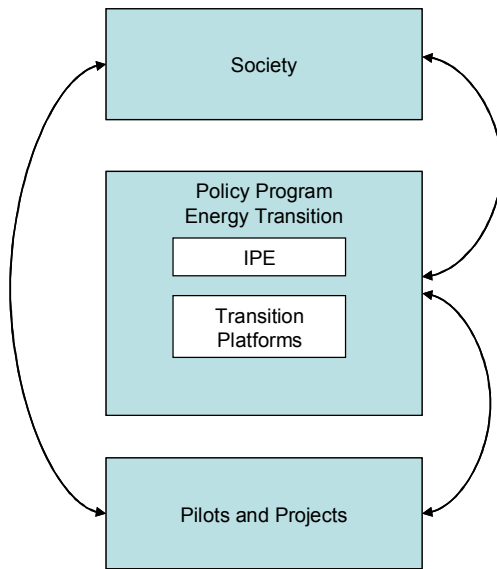 Society
Policy Program
Energy Transition
IPE
Transition
Platforms
Pilots and Projects